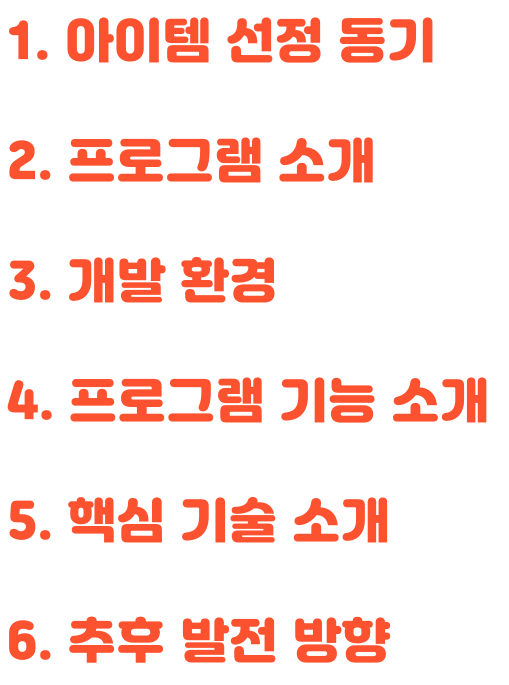 1. 아이템 선정 동기
2. 프로그램 소개
3. 개발 환경
4. 프로그램 기능 소개
5. 핵심 기술 소개
6. 추후 발전 방향